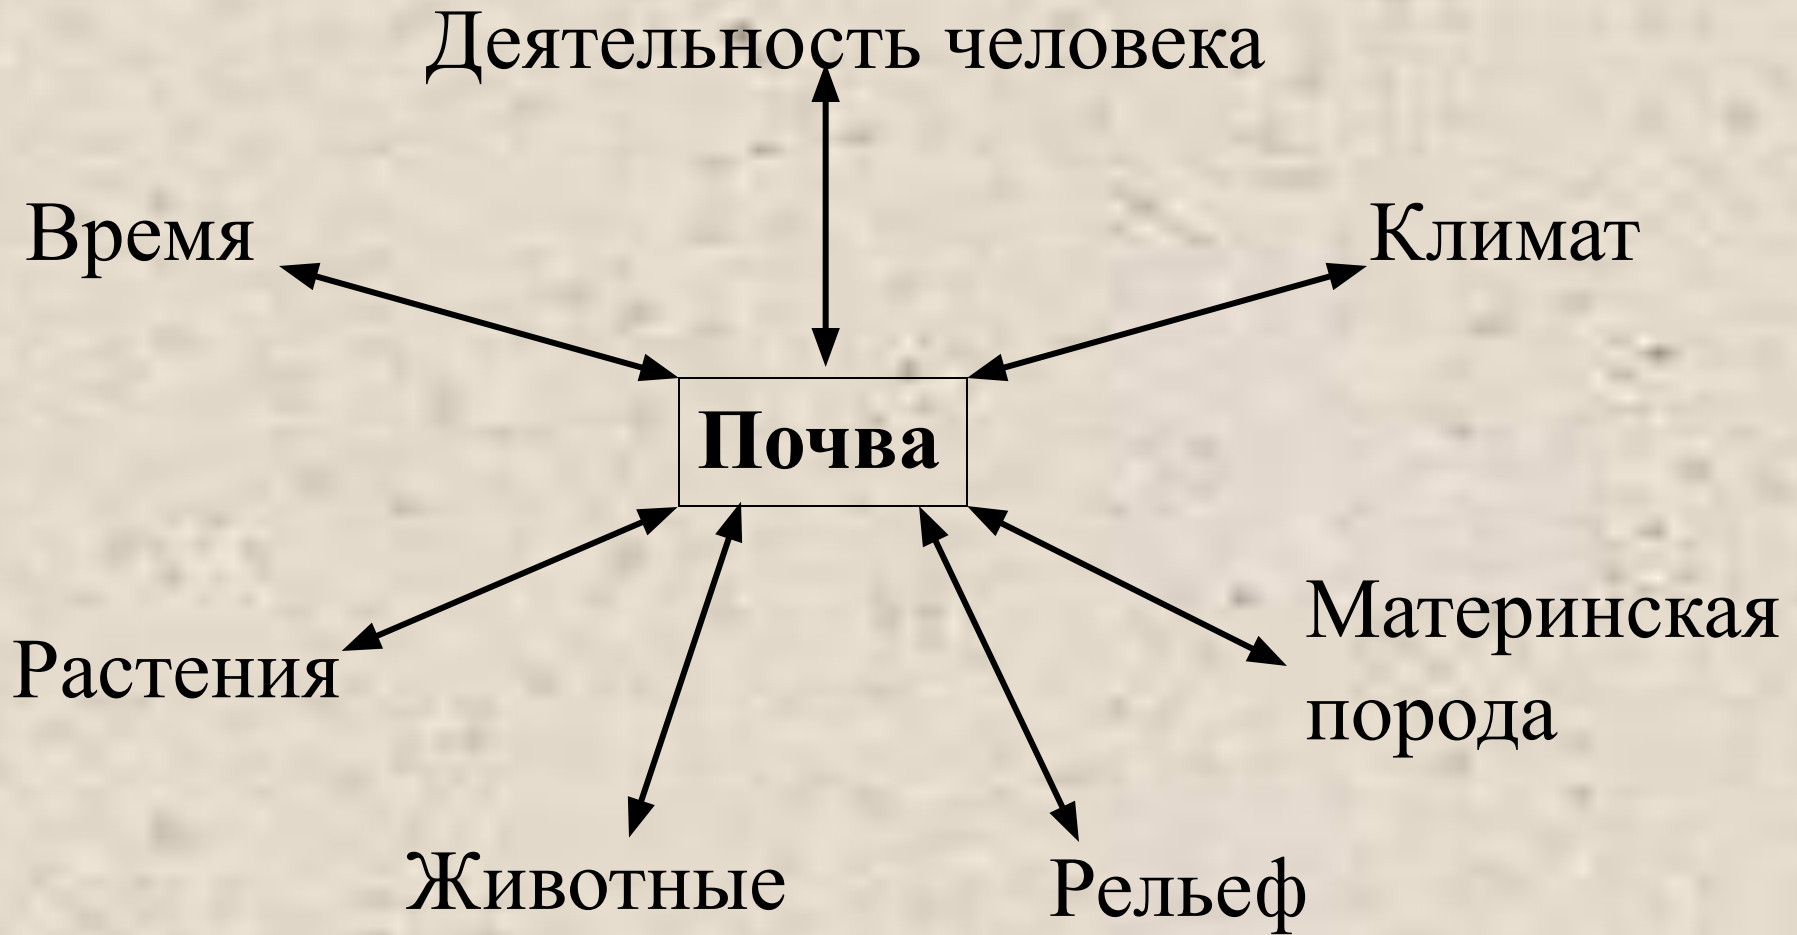 Деятельность человека
Время
Климат
Почва
Материнская
порода
Растения
Животные
Рельеф